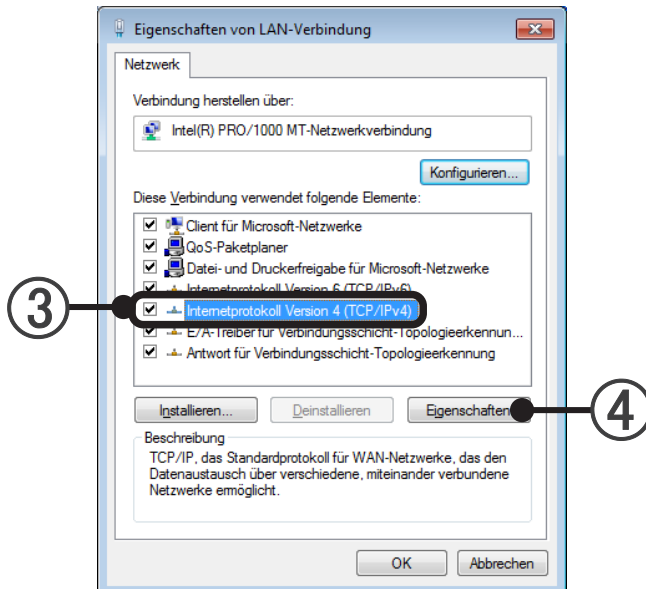 Eigenschaften von LAN-Verbindung
Netzwerk
Verbindung herstellen über:
Intel(R) PRO/1000 MT-Netzwerkverbindung
Konfigurieren...
Diese Verbindung verwendet folgende Elemente:
Client für Microsoft-Netzwerke
QoS-Paketplaner
Datei- und Druckerfreigabe für Microsoft-Netzwerke
Internetprotokoll Version 6 (TCP/IPv6)
③ Internetprotokoll Version 4 (TCP/IPv4)
E/A-Treiber für Verbindungsschicht-Topologieerkennun...
Antwort für Verbindungsschicht-Topologieerkennung
Installieren... Deinstallieren Eigenschaften ④
Beschreibung
TCP/IP, das Standardprotokoll für WAN-Netzwerke, das den
Datenaustausch über verschiedene, miteinander verbundene
Netzwerke ermöglicht.
OK Abbrechen